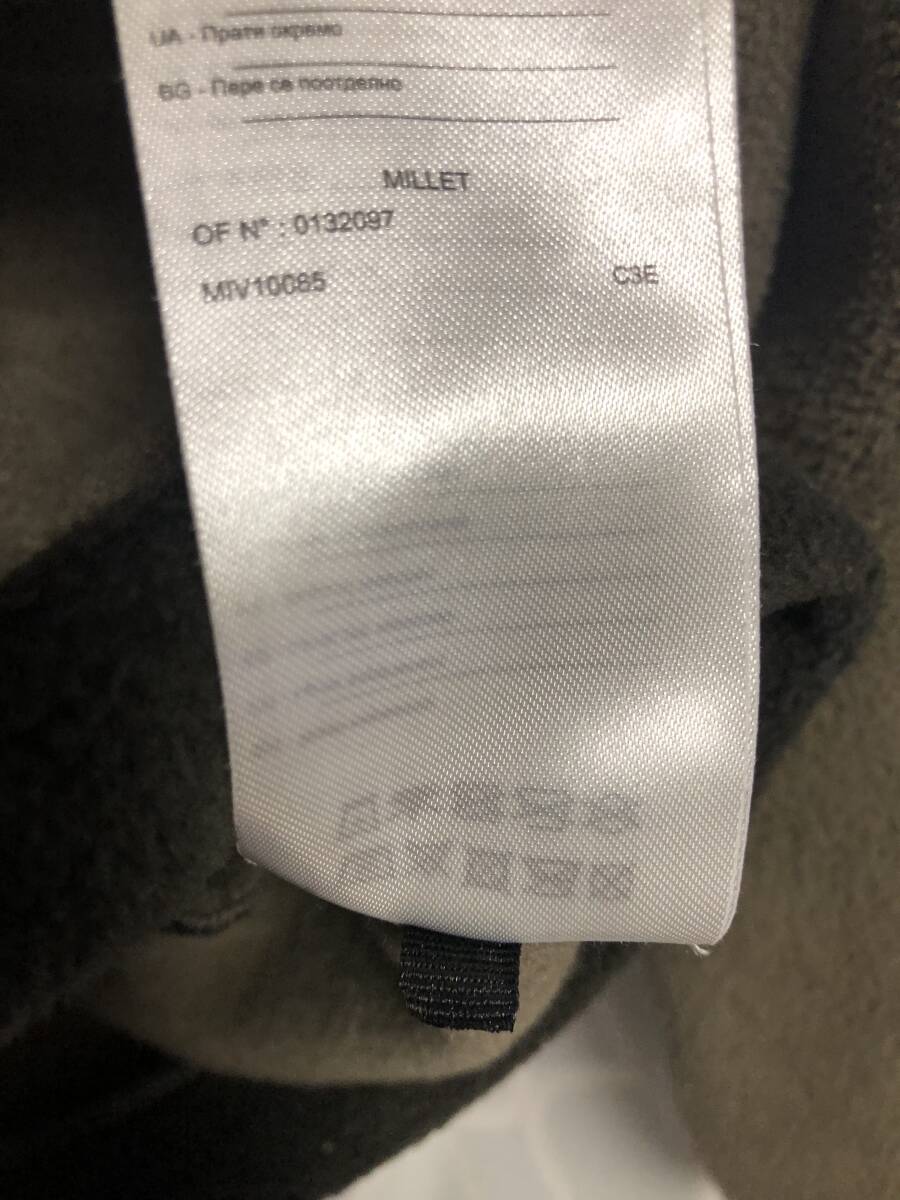 UA - Прати окремо
BG - Пере се поотделно
MILLET
OF N° : 0132097
MIV10085 C3E